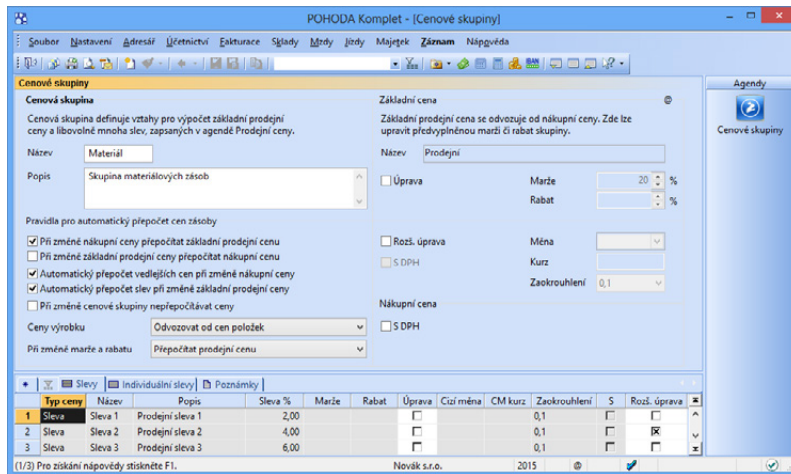 POHODA Komplet - [Cenové skupiny]
Soubor Nastavení Adresář Účetnictví Fakturace Sklady Mzdy Jízdy Majetek Záznam Nápověda
Cenové skupiny
Agendy
Cenové skupiny
Cenová skupina
Cenová skupina definuje vztahy pro výpočet základní prodejní
ceny a libovolné mnoha slev, zapsaných v agendě Prodejní ceny.
Název Materiál
Popis Skupina materiálových zásob
Pravidla pro automatický přepočet cen zásoby
Při změně nákupní ceny přepočítat základní prodejní cenu
Při změně základní prodejní ceny přepočítat nákupní cenu
Automatický přepočet vedlejších cen při změně nákupní ceny
Automatický přepočet slev při změně základní prodejní ceny
Při změně cenové skupiny nepřepočítávat ceny
Ceny výrobku Odvozovat od cen položek
Při změně marže a rabatu Přepočítat prodejní cenu
Základní cena @
Základní prodejní cena se odvozuje od nákupní ceny. Zde lze
upravit předvyplněnou marži či rabat skupiny.
Název Prodejní
Úprava Marže 20 %
Rabat %
Rozš. úprava Měna
S DPH Kurz
Zaokrouhlení 0,1
Nákupní cena
S DPH
Slevy Individuální slevy Poznámky
Typ ceny Název Popis Sleva % Marže Rabat Úprava Cizí měna CM kurz Zaokrouhlení S Rozš. úprava
1 Sleva Sleva 1 Prodejní sleva 1 2,00 0,1
2 Sleva Sleva 2 Prodejní sleva 2 4,00 0,1
3 Sleva Sleva 3 Prodejní sleva 3 6,00 0,1
(1/3) Pro získání nápovědy stiskněte F1. Novák s.r.o. 2015 @